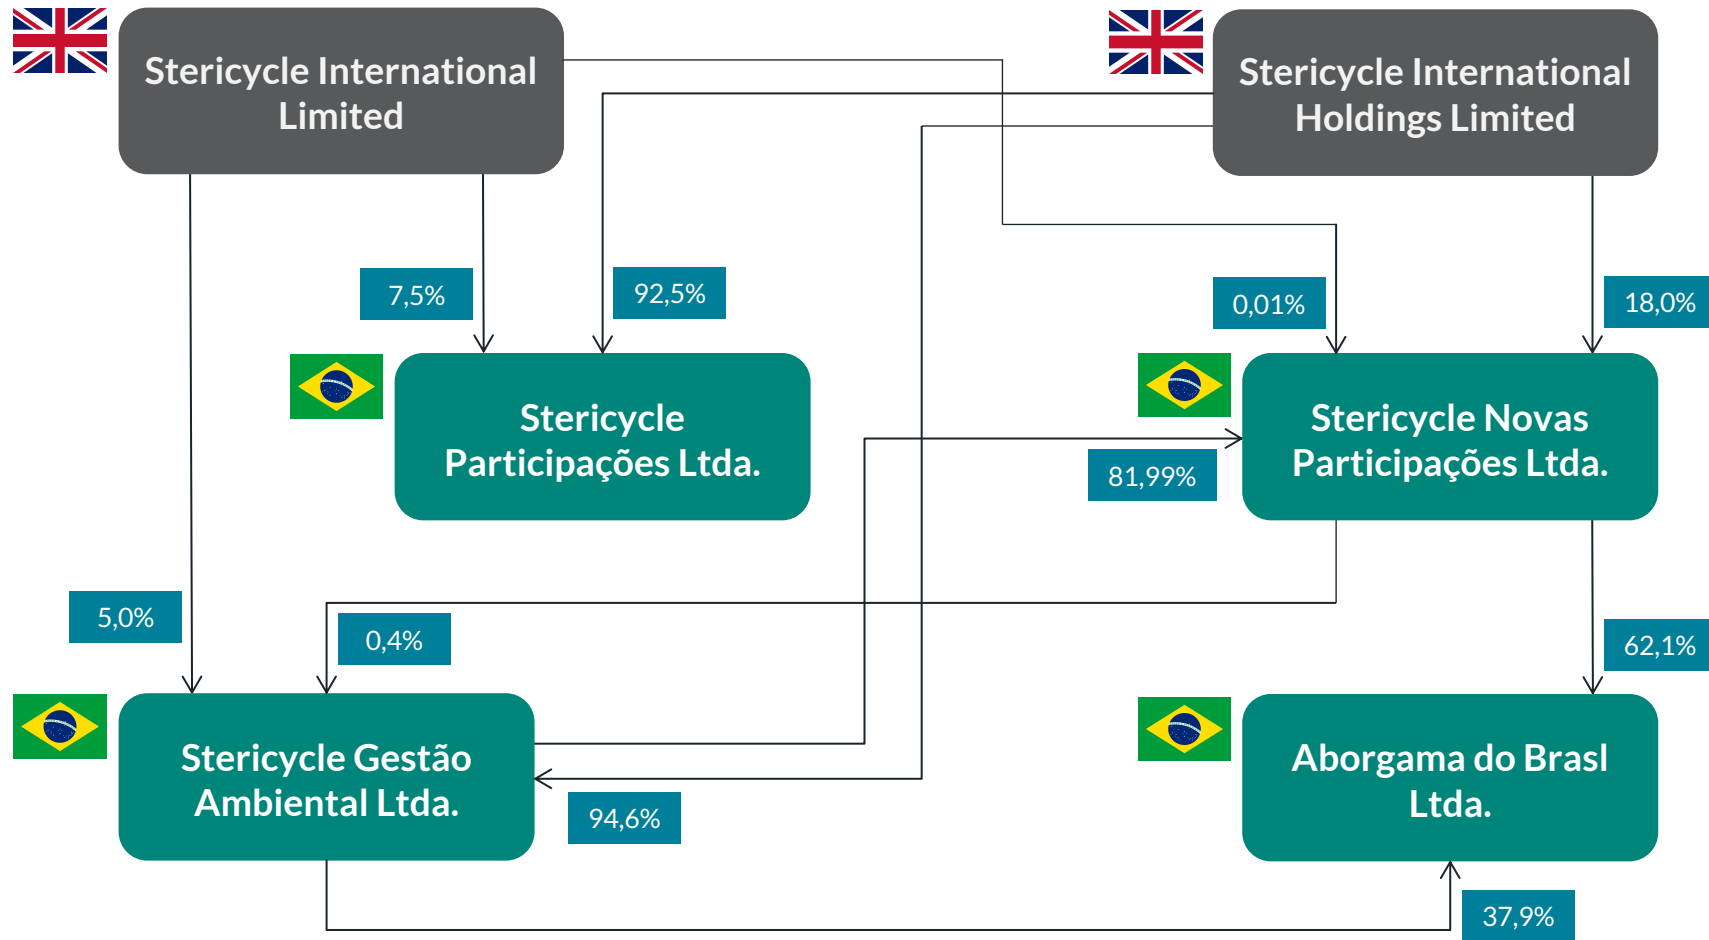 Stericycle International
Limited
Stericycle International
Holdings Limited
7,5%
92,5%
0,01%
18,0%
Stericycle
Participações Ltda.
Stericycle Novas
Participações Ltda.
81,99%
5,0%
0,4%
62,1%
Stericycle Gestão
Ambiental Ltda.
Aborgama do Brasl
Ltda.
94,6%
37,9%